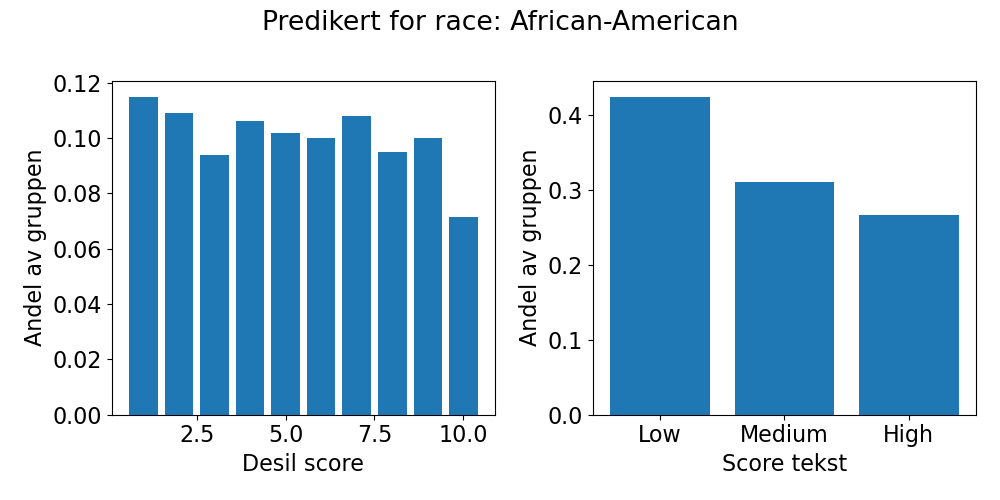 Predikert for race: African-American
Andel av gruppen
0.12
0.10
0.08
0.06
0.04
0.02
0.00
2.5 5.0 7.5 10.0
Desil score
Andel av gruppen
0.4
0.3
0.2
0.1
0.0
Low Medium High
Score tekst